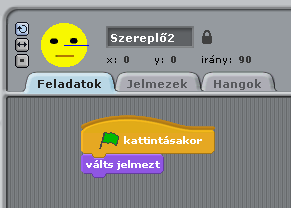 Szereplő2
x: 0 y: 0 irány: 90
Feladatok Jelmezek Hangok
kattintásakor
válts jelmezt